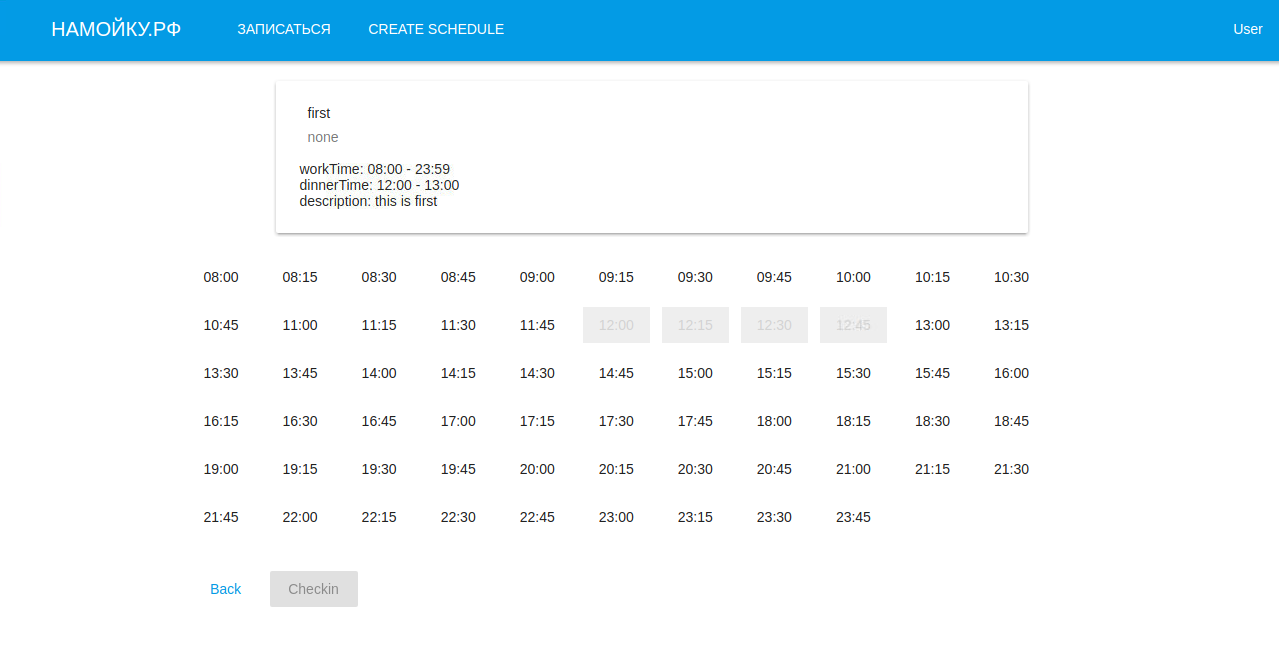 НАМОЙКУ.РФ ЗАПИСАТЬСЯ CREATE SCHEDULE User
first
none
workTime: 08:00 - 23:59
dinnerTime: 12:00 - 13:00
description: this is first
08:00 08:15 08:30 08:45 09:00 09:15 09:30 09:45 10:00 10:15 10:30
10:45 11:00 11:15 11:30 11:45 12:00 12:15 12:30 12:45 13:00 13:15
13:30 13:45 14:00 14:15 14:30 14:45 15:00 15:15 15:30 15:45 16:00
16:15 16:30 16:45 17:00 17:15 17:30 17:45 18:00 18:15 18:30 18:45
19:00 19:15 19:30 19:45 20:00 20:15 20:30 20:45 21:00 21:15 21:30
21:45 22:00 22:15 22:30 22:45 23:00 23:15 23:30 23:45
Back Checkin